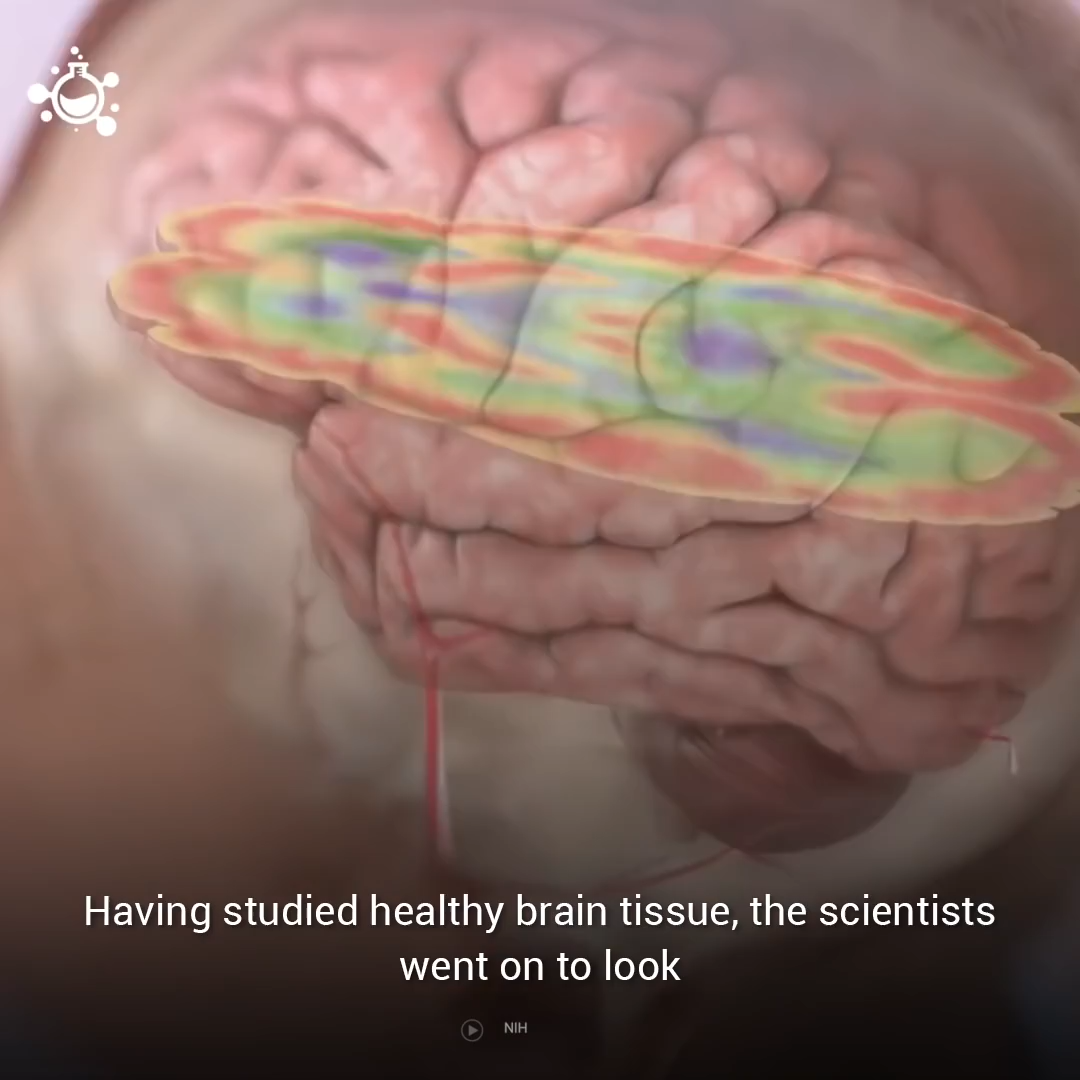 Having studied healthy brain tissue, the scientists
went on to look
NIH